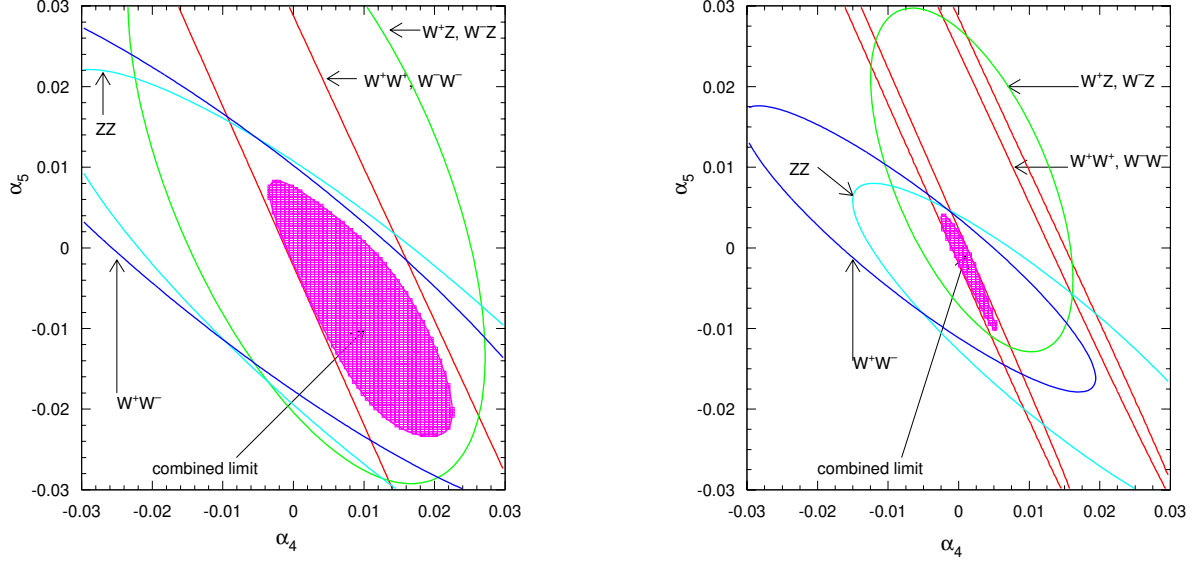 0.03
0.02
0.01
0
-0.01
-0.02
-0.03
α5
-0.03 -0.02 -0.01 0 0.01 0.02 0.03
α4
W+Z, W−Z
W+W+, W−W−
ZZ
W+W−
combined limit
0.03
0.02
0.01
0
-0.01
-0.02
-0.03
α5
-0.03 -0.02 -0.01 0 0.01 0.02 0.03
α4
W+Z, W−Z
W+W+, W−W−
ZZ
W+W−
combined limit